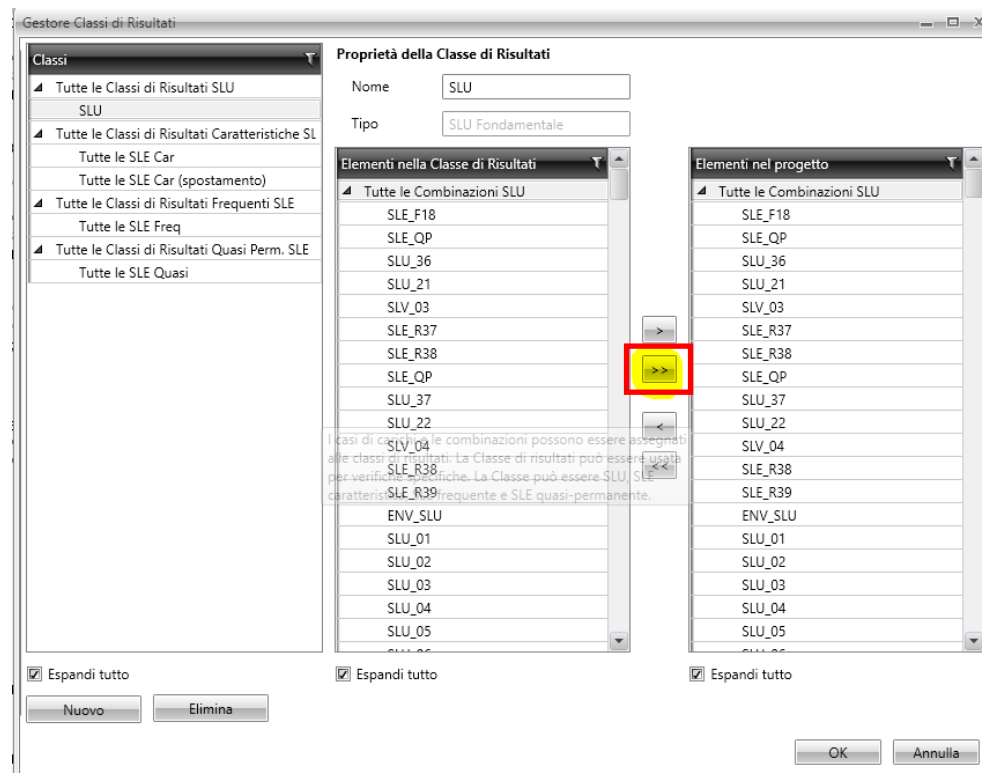 Gestore Classi di Risultati
Classi
Tutte le Classi di Risultati SLU
SLU
Tutte le Classi di Risultati Caratteristiche SL
Tutte le SLE Car
Tutte le SLE Car (spostamento)
Tutte le Classi di Risultati Frequenti SLE
Tutte le SLE Freq
Tutte le Classi di Risultati Quasi Perm. SLE
Tutte le SLE Quasi
Espandi tutto
Nuovo
Elimina
Proprietà della Classe di Risultati
Nome
SLU
Tipo
SLU Fondamentale
Elementi nella Classe di Risultati
Tutte le Combinazioni SLU
SLE_F18
SLE_QP
SLU_36
SLU_21
SLV_03
SLE_R37
SLE_R38
SLE_QP
SLU_37
SLU_22
SLV_04
SLE_R38
SLE_R39
ENV_SLU
SLU_01
SLU_02
SLU_03
SLU_04
SLU_05
Espandi tutto
I casi di carichi e le combinazioni possono essere assegnati
alle classi di risultati. La Classe di risultati può essere usata
per verifiche specifiche. La Classe può essere SLU, SLE
caratteristica, SLE frequente e SLE quasi-permanente.
>
>>
<
<<
Elementi nel progetto
Tutte le Combinazioni SLU
SLE_F18
SLE_QP
SLU_36
SLU_21
SLV_03
SLE_R37
SLE_R38
SLE_QP
SLU_37
SLU_22
SLV_04
SLE_R38
SLE_R39
ENV_SLU
SLU_01
SLU_02
SLU_03
SLU_04
SLU_05
Espandi tutto
OK
Annulla